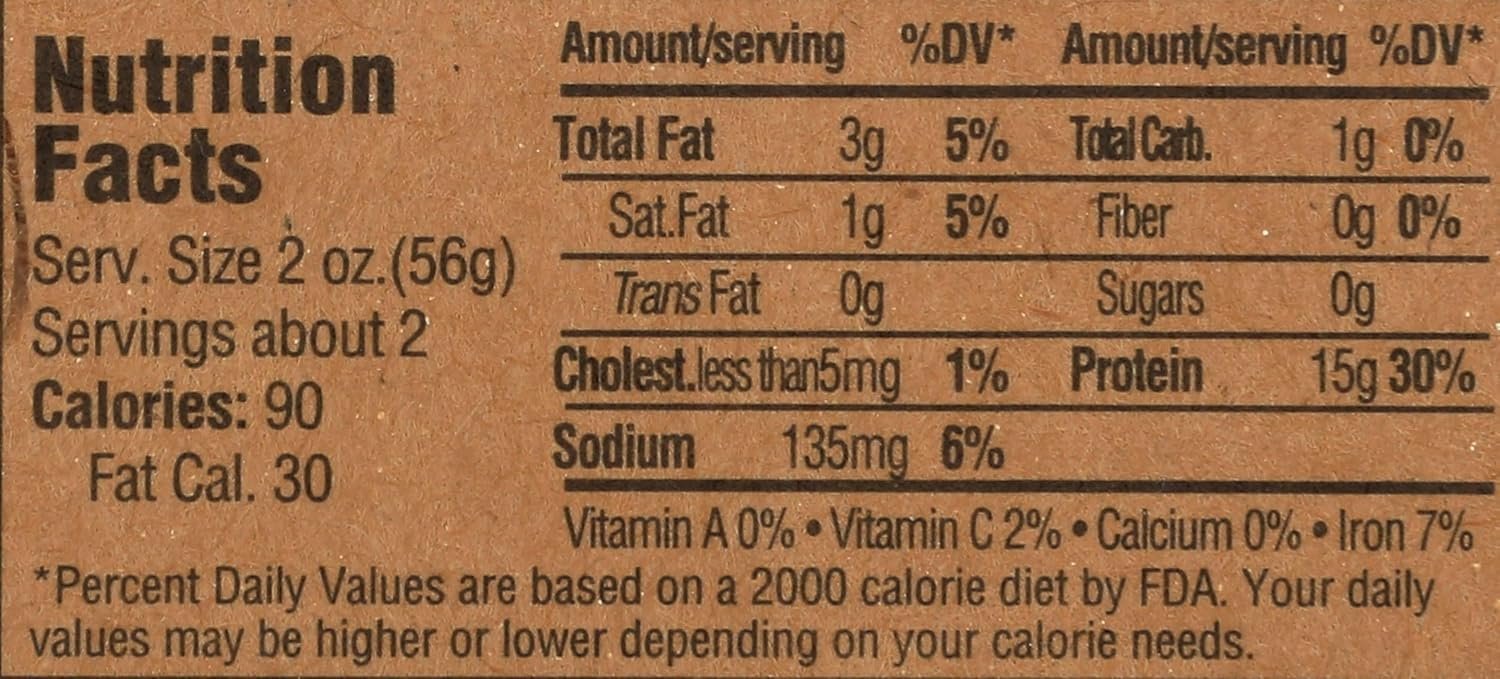 Nutrition
Facts
Serv. Size 2 oz.(56g)
Servings about 2
Calories: 90
Fat Cal. 30
Amount/serving %DV* Amount/serving %DV*
Total Fat 3g 5% Total Carb. 1g 0%
Sat.Fat 1g 5% Fiber 0g 0%
Trans Fat 0g Sugars 0g
Cholest.less than5mg 1% Protein 15g 30%
Sodium 135mg 6%
Vitamin A 0% • Vitamin C 2% • Calcium 0% • Iron 7%
*Percent Daily Values are based on a 2000 calorie diet by FDA. Your daily
values may be higher or lower depending on your calorie needs.